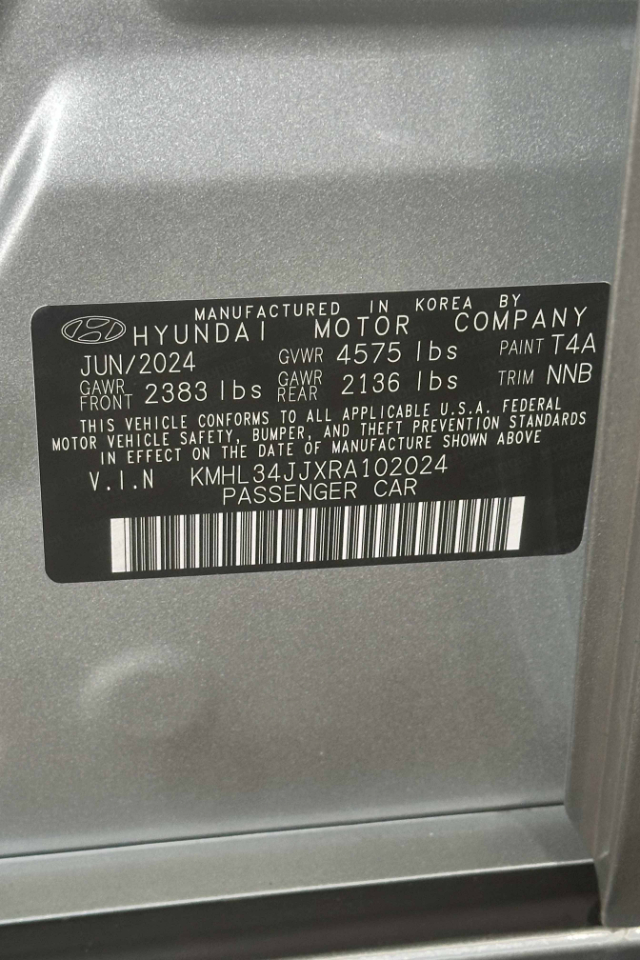 MANUFACTURED IN KOREA BY
HYUNDAI MOTOR COMPANY
JUN/2024 GVWR 4575 lbs PAINT T4A
GAWR FRONT 2383 lbs GAWR REAR 2136 lbs TRIM NNB
THIS VEHICLE CONFORMS TO ALL APPLICABLE U.S.A. FEDERAL
MOTOR VEHICLE SAFETY, BUMPER, AND THEFT PREVENTION STANDARDS
IN EFFECT ON THE DATE OF MANUFACTURE SHOWN ABOVE
V.I.N KMHL34JJXRA102024
PASSENGER CAR